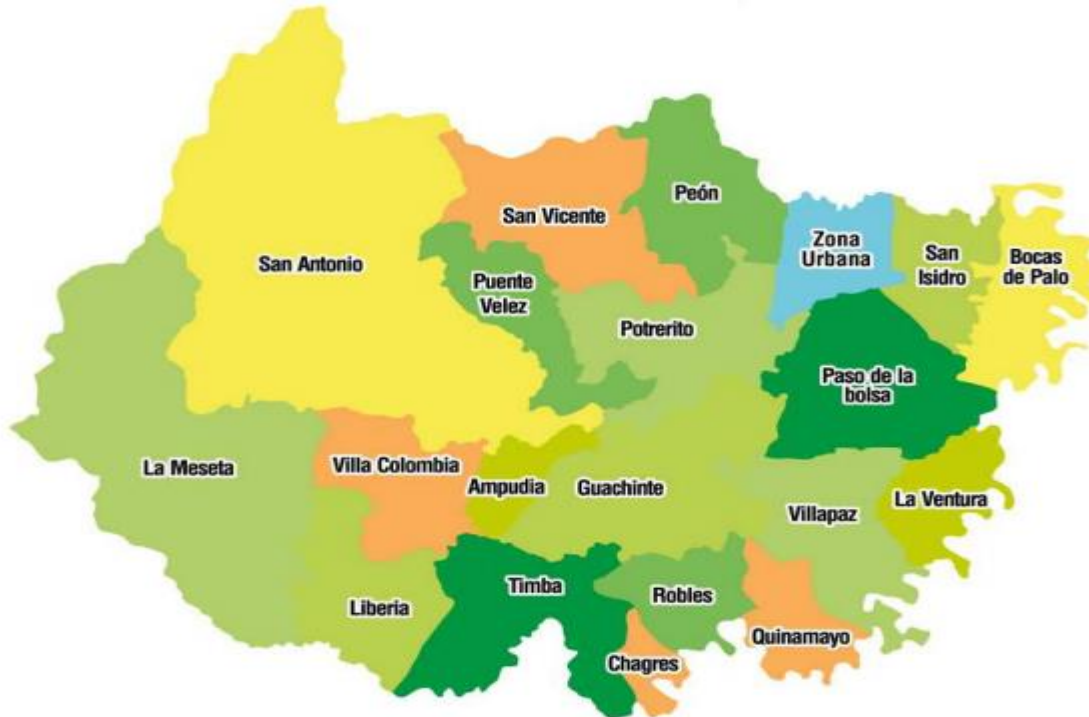 Peón
San Vicente
Zona
Urbana
San
Isidro
Bocas
de Palo
San Antonio
Puente
Velez
Potrerito
Paso de la
bolsa
La Meseta
Villa Colombia
Ampudia
Guachinte
Villapaz
La Ventura
Timba
Robles
Liberia
Quinamayo
Chagres